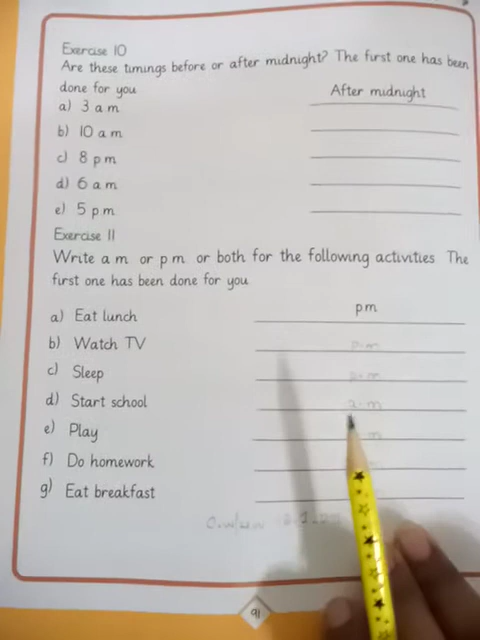 Exercise 10
Are these timings before or after midnight? The first one has been
done for you
a) 3 a m After midnight
b) 10 a m
c) 8 p m
d) 6 a m
e) 5 p m
Exercise 11
Write a m or p m or both for the following activities The
first one has been done for you
a) Eat lunch pm
b) Watch TV p.m
c) Sleep p.m
d) Start school a.m
e) Play m
f) Do homework
g) Eat breakfast
91